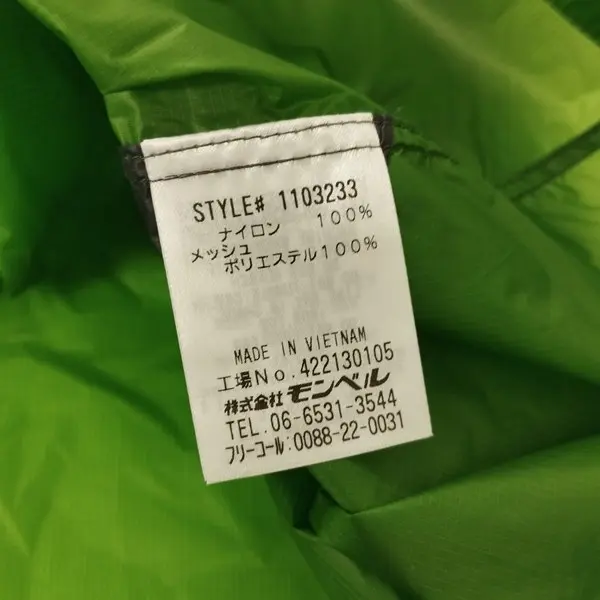 STYLE# 1103233
ナイロン 100%
メッシュ
ポリエステル100%
MADE IN VIETNAM
工場No.422130105
株式会社 モンベル
TEL.06-6531-3544
フリーコール:0088-22-0031